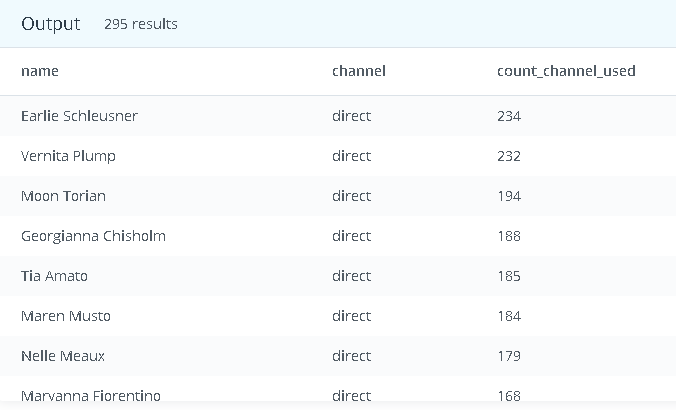 Output 295 results
name channel count_channel_used
Earlie Schleusner direct 234
Vernita Plump direct 232
Moon Torian direct 194
Georgianna Chisholm direct 188
Tia Amato direct 185
Maren Musto direct 184
Nelle Meaux direct 179
Maryanna Fiorentino direct 168